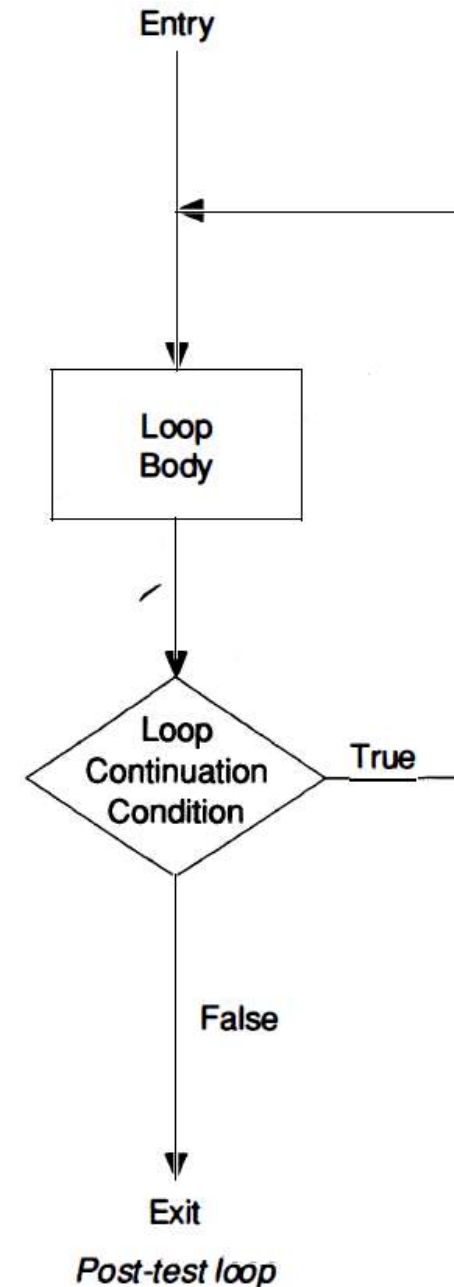 Entry
Loop
Body
Loop
Continuation
Condition
True
False
Exit
Post-test loop